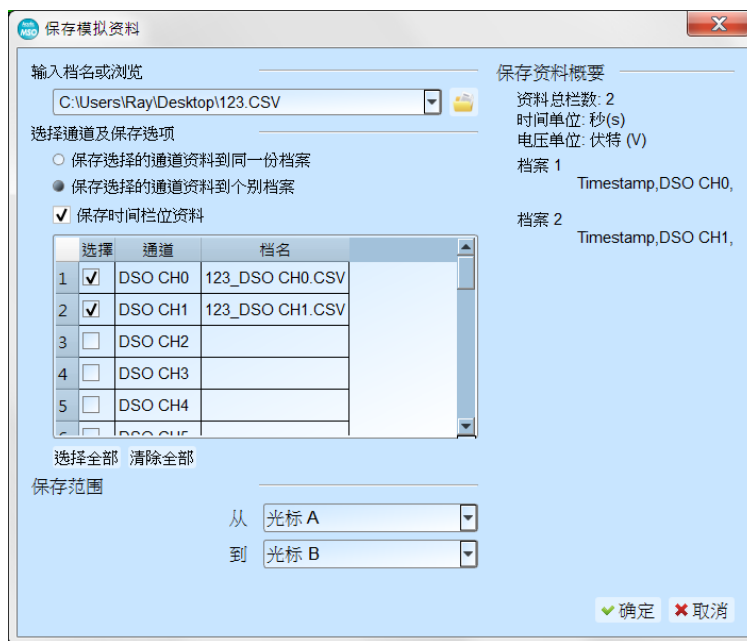 保存模拟资料
输入档名或浏览
C:\Users\Ray\Desktop\123.CSV
选择通道及保存选项
保存选择的通道资料到同一份档案
保存选择的通道资料到个别档案
保存时间栏位资料
选擇 通道 档名
1 DSO CH0 123_DSO CH0.CSV
2 DSO CH1 123_DSO CH1.CSV
3 DSO CH2
4 DSO CH3
5 DSO CH4
选择全部 清除全部
保存范围
从 光标 A
到 光标 B
保存资料概要
资料总栏数: 2
时间单位: 秒(s)
电压单位: 伏特 (V)
档案 1
Timestamp,DSO CH0,
档案 2
Timestamp,DSO CH1,
确定 取消